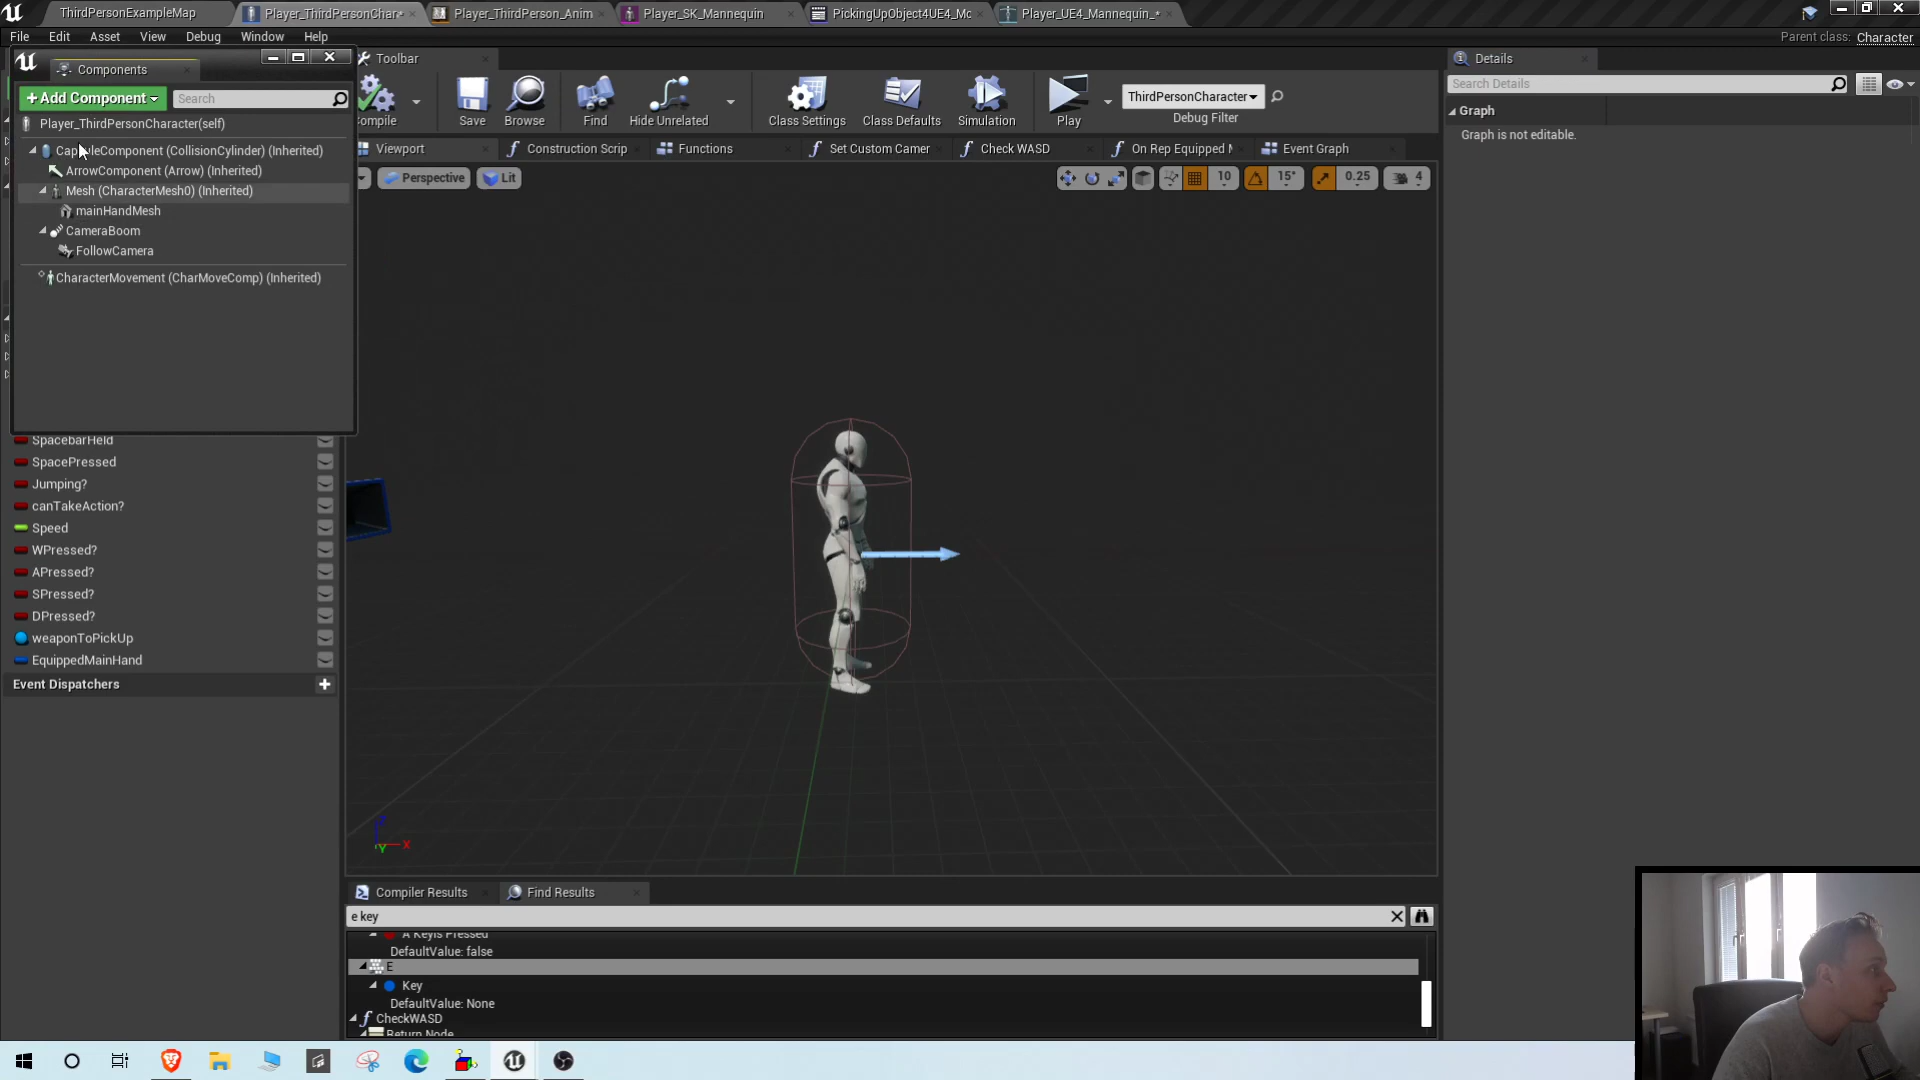 ThirdPersonExampleMap
Player_ThirdPersonChar*
Player_ThirdPerson_Anim
Player_SK_Mannequin
PickingUpObject4UE4_Mc
Player_UE4_Mannequin_*
File
Edit
Asset
View
Debug
Window
Help
Parent class: Character
Components
+Add Component
Search
Player_ThirdPersonCharacter(self)
CapsuleComponent (CollisionCylinder) (Inherited)
ArrowComponent (Arrow) (Inherited)
Mesh (CharacterMesh0) (Inherited)
mainHandMesh
CameraBoom
FollowCamera
CharacterMovement (CharMoveComp) (Inherited)
SpacebarHeld
SpacePressed
Jumping?
canTakeAction?
Speed
WPressed?
APressed?
SPressed?
DPressed?
weaponToPickUp
EquippedMainHand
Event Dispatchers
Toolbar
ompile
Save
Browse
Find
Hide Unrelated
Class Settings
Class Defaults
Simulation
Play
ThirdPersonCharacter
Debug Filter
Viewport
Construction Scrip
Functions
Set Custom Camer
Check WASD
On Rep Equipped M
Event Graph
Perspective
Lit
10
15°
0.25
4
X
Y
Compiler Results
Find Results
e key
A KeyIs Pressed
DefaultValue: false
E
Key
DefaultValue: None
CheckWASD
Return Node
Details
Search Details
Graph
Graph is not editable.